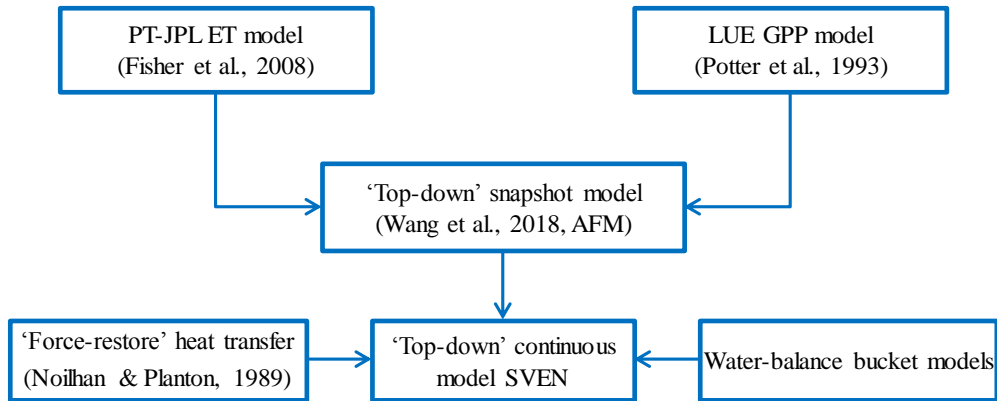 PT-JPL ET model
(Fisher et al., 2008)
LUE GPP model
(Potter et al., 1993)
‘Top-down’ snapshot model
(Wang et al., 2018, AFM)
‘Force-restore’ heat transfer
(Noilhan & Planton, 1989)
‘Top-down’ continuous
model SVEN
Water-balance bucket models